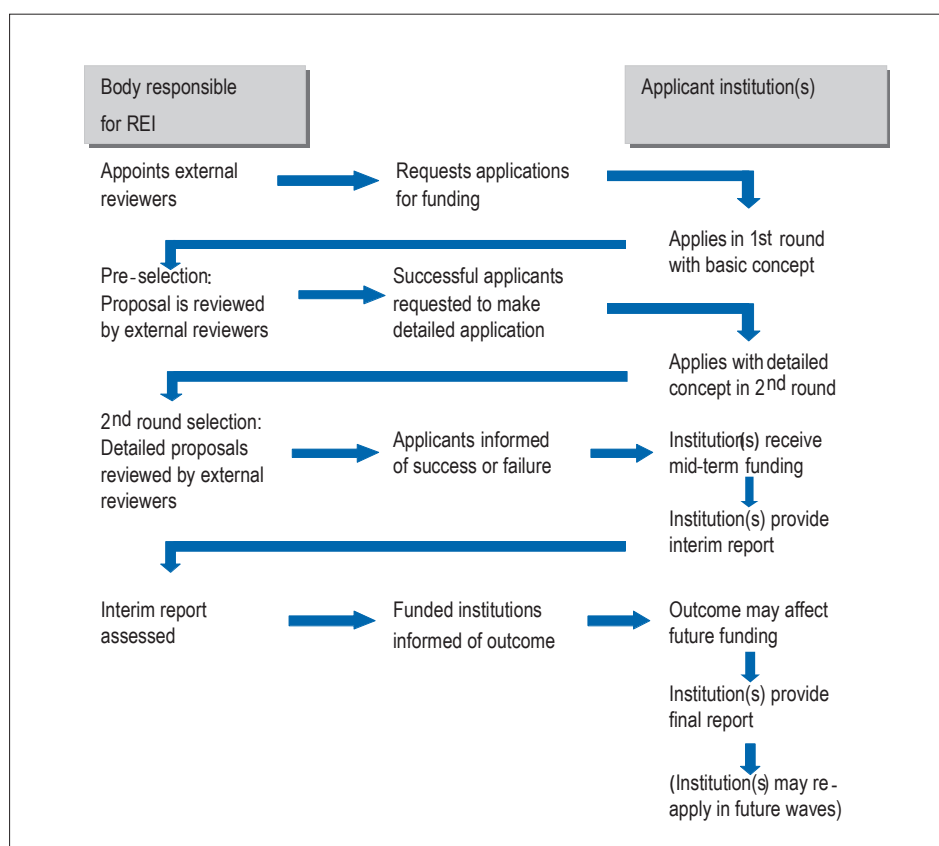 Body responsible
for REI
Applicant institution(s)
Appoints external
reviewers
Requests applications
for funding
Applies in 1st round
with basic concept
Pre-selection:
Proposal is reviewed
by external reviewers
Successful applicants
requested to make
detailed application
Applies with detailed
concept in 2nd round
2nd round selection:
Detailed proposals
reviewed by external
reviewers
Applicants informed
of success or failure
Institution(s) receive
mid-term funding
Institution(s) provide
interim report
Interim report
assessed
Funded institutions
informed of outcome
Outcome may affect
future funding
Institution(s) provide
final report
(Institution(s) may re-
apply in future waves)